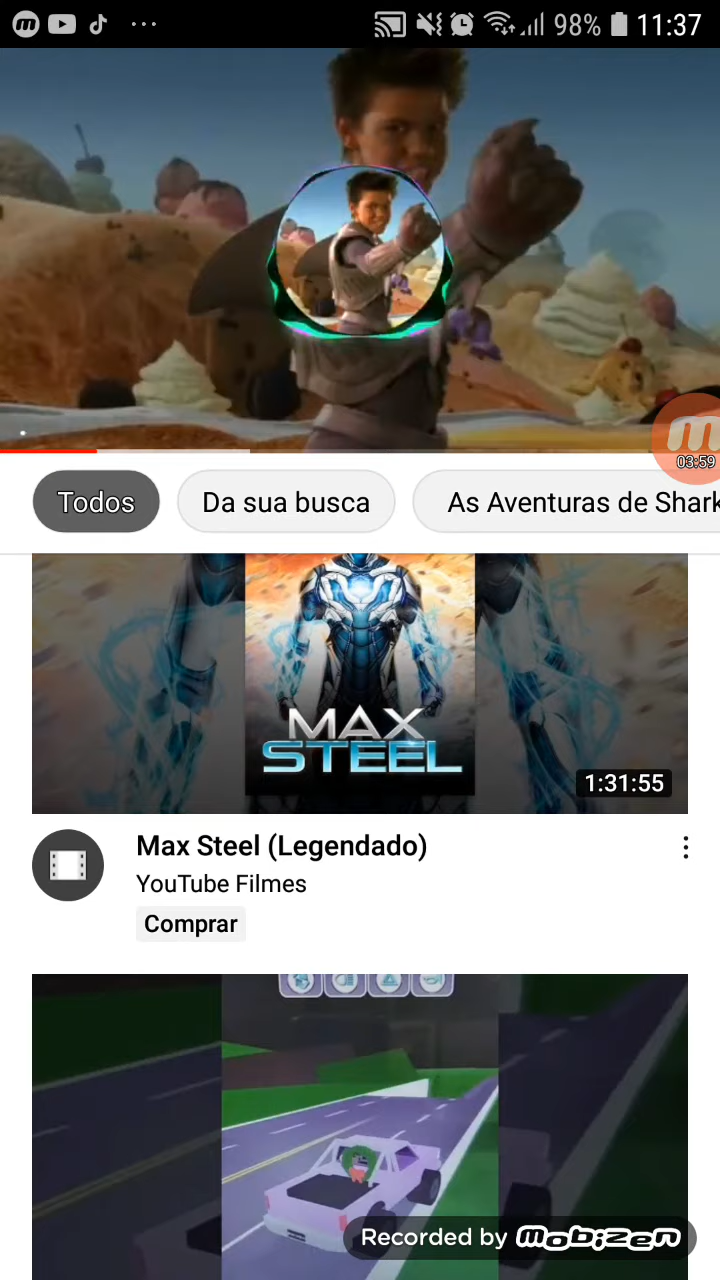 98% 11:37
03:59
Todos
Da sua busca
As Aventuras de Shark
MAX
STEEL
1:31:55
Max Steel (Legendado)
YouTube Filmes
Comprar
Recorded by mobizen